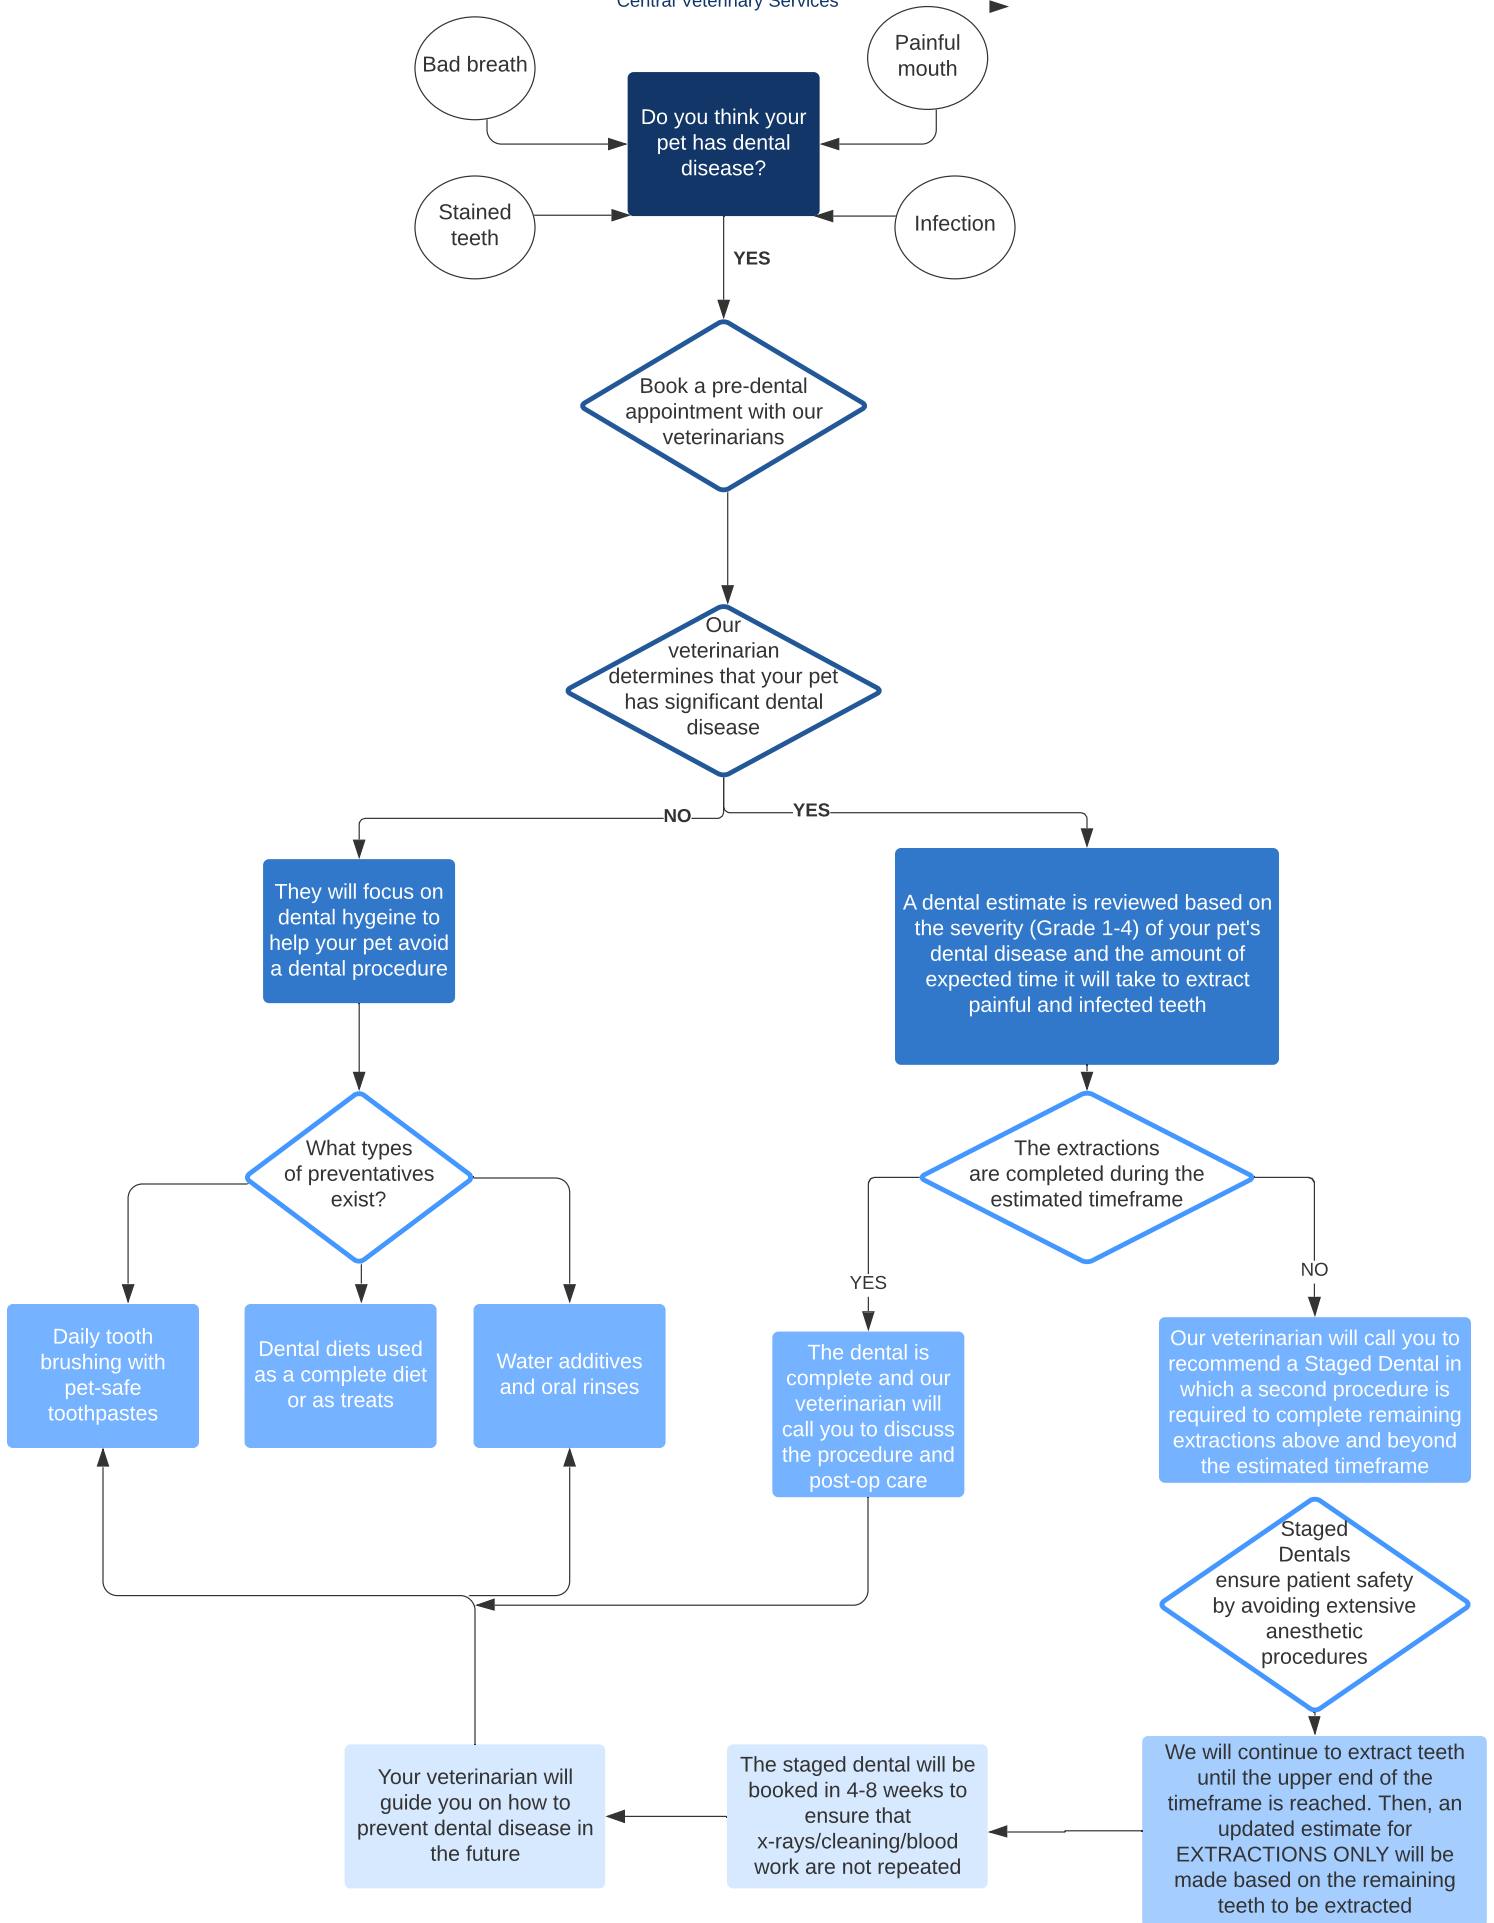 Central Veterinary Services
Bad breath
Painful
mouth
Do you think your
pet has dental
disease?
Stained
teeth
Infection
YES
Book a pre-dental
appointment with our
veterinarians
Our
veterinarian
determines that your pet
has significant dental
disease
NO
YES
They will focus on
dental hygeine to
help your pet avoid
a dental procedure
A dental estimate is reviewed based on
the severity (Grade 1-4) of your pet's
dental disease and the amount of
expected time it will take to extract
painful and infected teeth
What types
of preventatives
exist?
The extractions
are completed during the
estimated timeframe
YES
NO
Daily tooth
brushing with
pet-safe
toothpastes
Dental diets used
as a complete diet
or as treats
Water additives
and oral rinses
The dental is
complete and our
veterinarian will
call you to discuss
the procedure and
post-op care
Our veterinarian will call you to
recommend a Staged Dental in
which a second procedure is
required to complete remaining
extractions above and beyond
the estimated timeframe
Staged
Dentals
ensure patient safety
by avoiding extensive
anesthetic
procedures
Your veterinarian will
guide you on how to
prevent dental disease in
the future
The staged dental will be
booked in 4-8 weeks to
ensure that
x-rays/cleaning/blood
work are not repeated
We will continue to extract teeth
until the upper end of the
timeframe is reached. Then, an
updated estimate for
EXTRACTIONS ONLY will be
made based on the remaining
teeth to be extracted